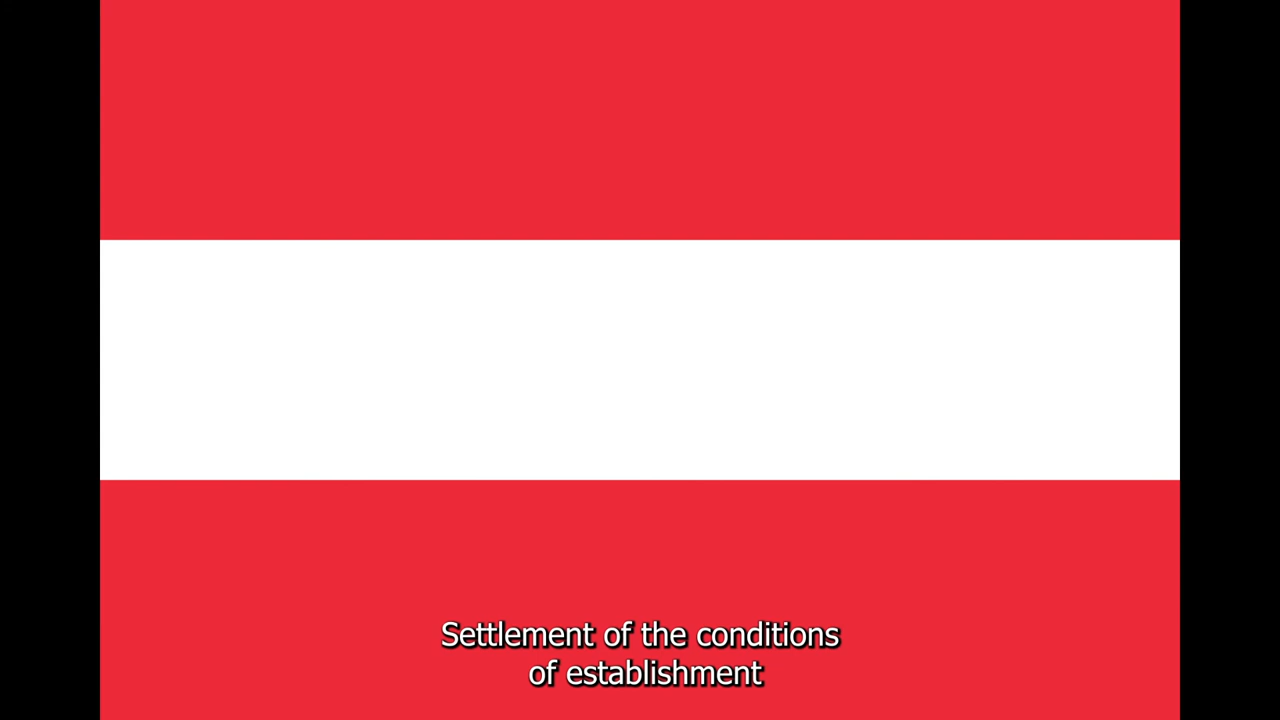 Settlement of the conditions
of establishment